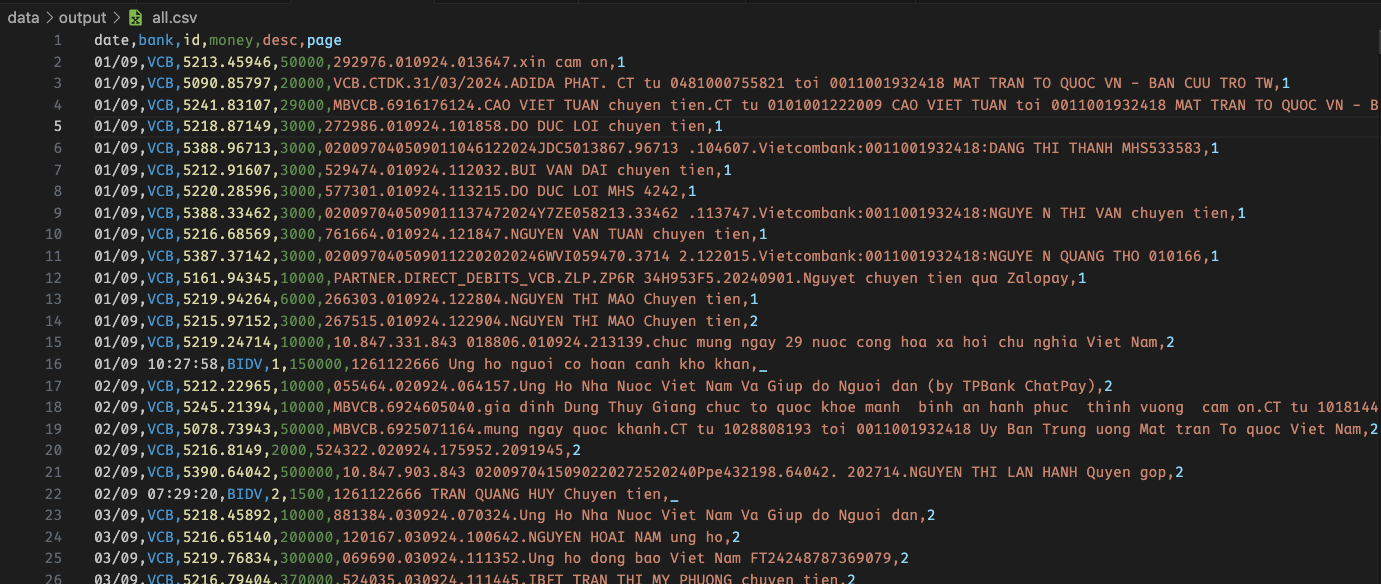 data > output > all.csv
1 date,bank,id,money,desc,page
2 01/09,VCB,5213.45946,50000,292976.010924.013647.xin cam on,1
3 01/09,VCB,5090.85797,20000,VCB.CTDK.31/03/2024.ADIDA PHAT. CT tu 0481000755821 toi 0011001932418 MAT TRAN TO QUOC VN - BAN CUU TRO TW,1
4 01/09,VCB,5241.83107,29000,MBVCB.6916176124.CAO VIET TUAN chuyen tien.CT tu 0101001222009 CAO VIET TUAN toi 0011001932418 MAT TRAN TO QUOC VN - B
5 01/09,VCB,5218.87149,3000,272986.010924.101858.DO DUC LOI chuyen tien,1
6 01/09,VCB,5388.96713,3000,020097040509011046122024JDC5013867.96713 .104607.Vietcombank:0011001932418:DANG THI THANH MHS533583,1
7 01/09,VCB,5212.91607,3000,529474.010924.112032.BUI VAN DAI chuyen tien,1
8 01/09,VCB,5220.28596,3000,577301.010924.113215.DO DUC LOI MHS 4242,1
9 01/09,VCB,5388.33462,3000,020097040509011137472024Y7ZE058213.33462 .113747.Vietcombank:0011001932418:NGUYE N THI VAN chuyen tien,1
10 01/09,VCB,5216.68569,3000,761664.010924.121847.NGUYEN VAN TUAN chuyen tien,1
11 01/09,VCB,5387.37142,3000,0200970405090112202020246WVI059470.3714 2.122015.Vietcombank:0011001932418:NGUYE N QUANG THO 010166,1
12 01/09,VCB,5161.94345,10000,PARTNER.DIRECT_DEBITS_VCB.ZLP.ZP6R 34H953F5.20240901.Nguyet chuyen tien qua Zalopay,1
13 01/09,VCB,5219.94264,6000,266303.010924.122804.NGUYEN THI MAO Chuyen tien,1
14 01/09,VCB,5215.97152,3000,267515.010924.122904.NGUYEN THI MAO Chuyen tien,2
15 01/09,VCB,5219.24714,10000,10.847.331.843 018806.010924.213139.chuc mung ngay 29 nuoc cong hoa xa hoi chu nghia Viet Nam,2
16 01/09 10:27:58,BIDV,1,150000,1261122666 Ung ho nguoi co hoan canh kho khan,_
17 02/09,VCB,5212.22965,10000,055464.020924.064157.Ung Ho Nha Nuoc Viet Nam Va Giup do Nguoi dan (by TPBank ChatPay),2
18 02/09,VCB,5245.21394,10000,MBVCB.6924605040.gia dinh Dung Thuy Giang chuc to quoc khoe manh  binh an hanh phuc  thinh vuong  cam on.CT tu 1018144
19 02/09,VCB,5078.73943,50000,MBVCB.6925071164.mung ngay quoc khanh.CT tu 1028808193 toi 0011001932418 Uy Ban Trung uong Mat tran To quoc Viet Nam,2
20 02/09,VCB,5216.8149,2000,524322.020924.175952.2091945,2
21 02/09,VCB,5390.64042,500000,10.847.903.843 0200970415090220272520240Ppe432198.64042. 202714.NGUYEN THI LAN HANH Quyen gop,2
22 02/09 07:29:20,BIDV,2,1500,1261122666 TRAN QUANG HUY Chuyen tien,_
23 03/09,VCB,5218.45892,10000,881384.030924.070324.Ung Ho Nha Nuoc Viet Nam Va Giup do Nguoi dan,2
24 03/09,VCB,5216.65140,200000,120167.030924.100642.NGUYEN HOAI NAM ung ho,2
25 03/09,VCB,5219.76834,300000,069690.030924.111352.Ung ho dong bao Viet Nam FT24248787369079,2
26 03/09,VCB,5216.79404,370000,524035.030924.111445.IBFT TRAN THI MY PHUONG chuyen tien,2